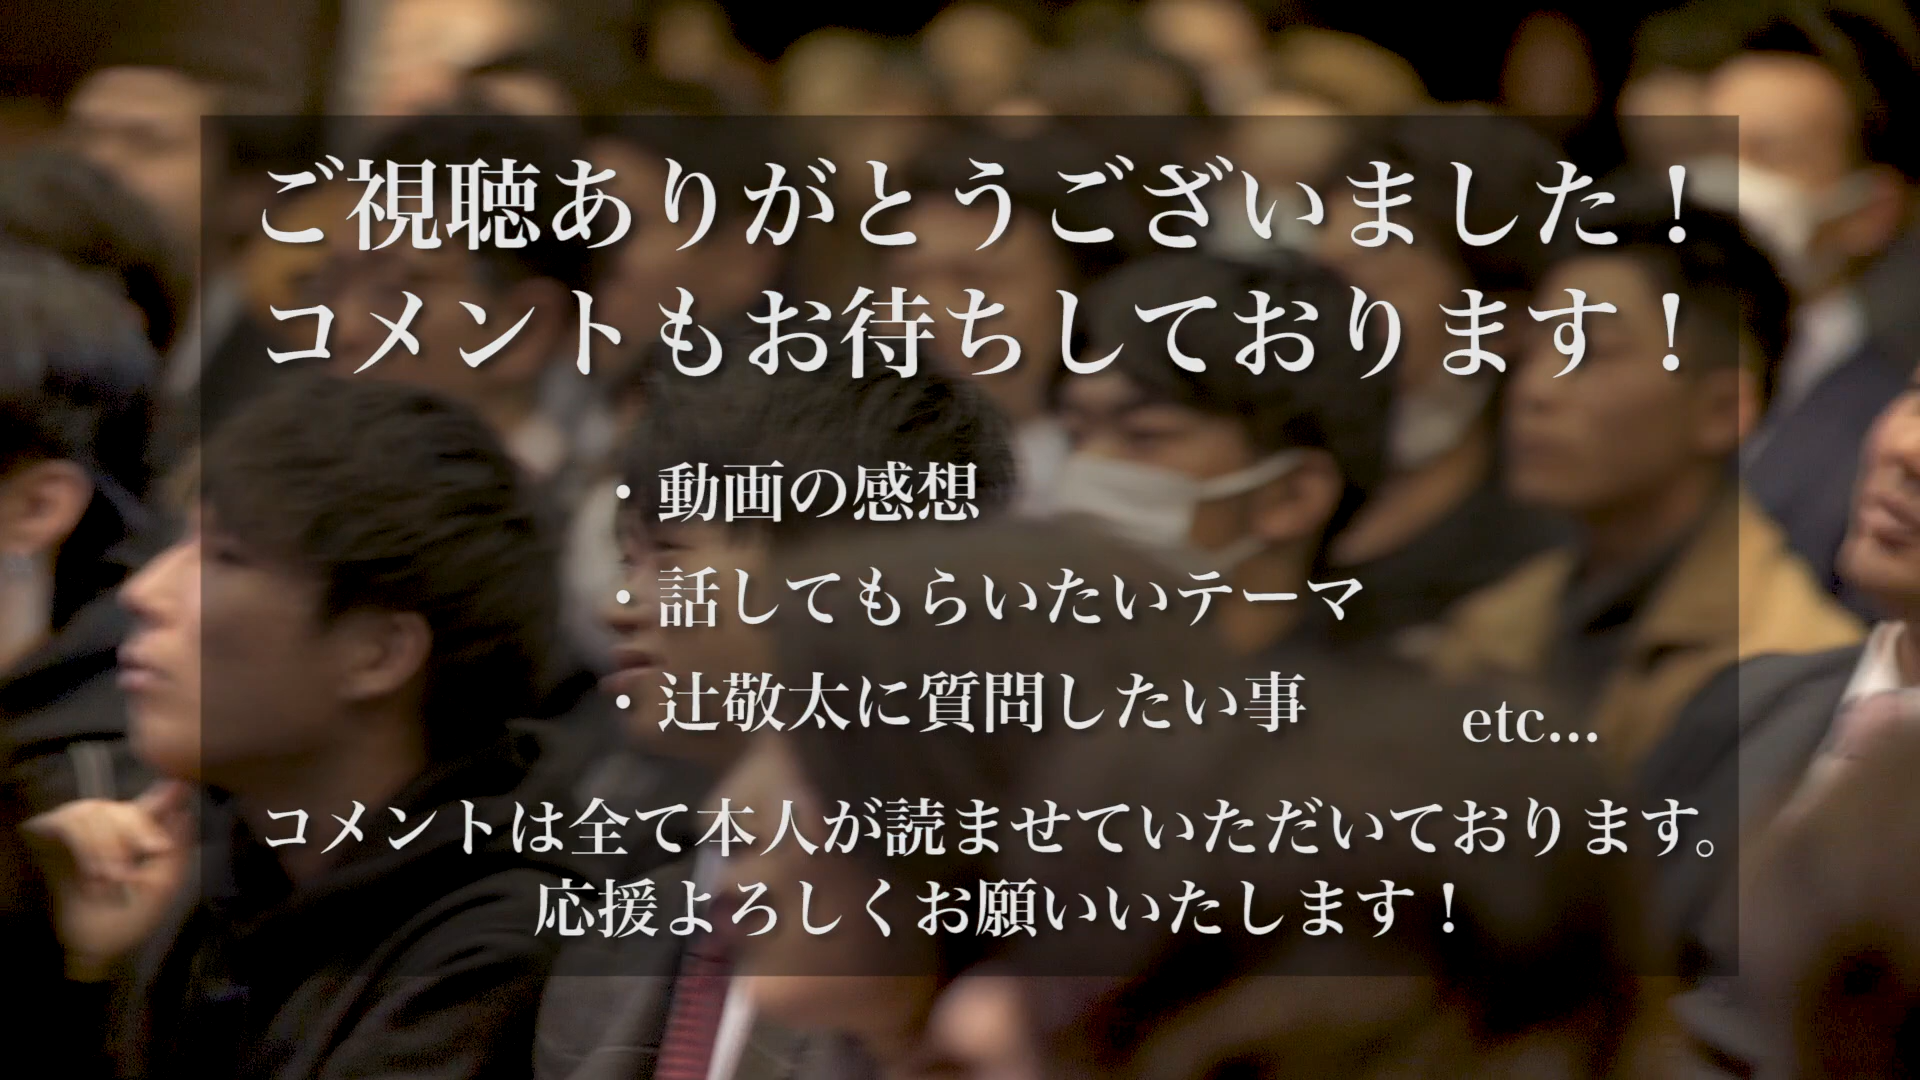 ご視聴ありがとうございました！
コメントもお待ちしております！
・動画の感想
・話してもらいたいテーマ
・辻敬太に質問したい事
etc...
コメントは全て本人が読ませていただいております。
応援よろしくお願いいたします！